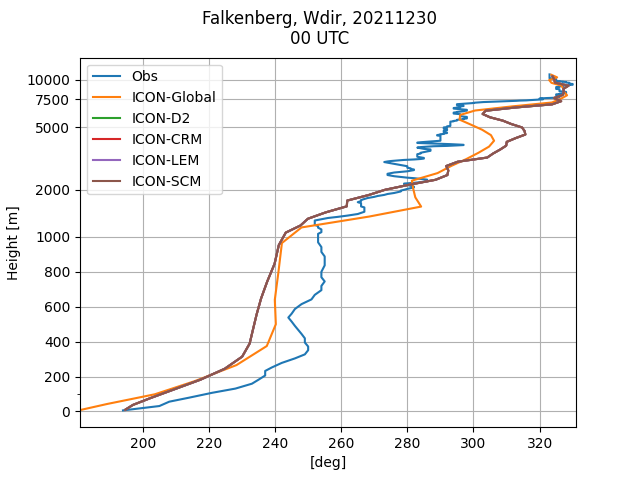 Falkenberg, Wdir, 20211230
00 UTC
Obs
ICON-Global
ICON-D2
ICON-CRM
ICON-LEM
ICON-SCM
10000
7500
5000
2000
1000
800
600
400
200
0
Height [m]
200 220 240 260 280 300 320
[deg]